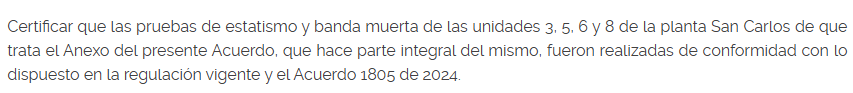 Certificar que las pruebas de estatismo y banda muerta de las unidades 3, 5, 6 y 8 de la planta San Carlos de que
trata el Anexo del presente Acuerdo, que hace parte integral del mismo, fueron realizadas de conformidad con lo
dispuesto en la regulación vigente y el Acuerdo 1805 de 2024.